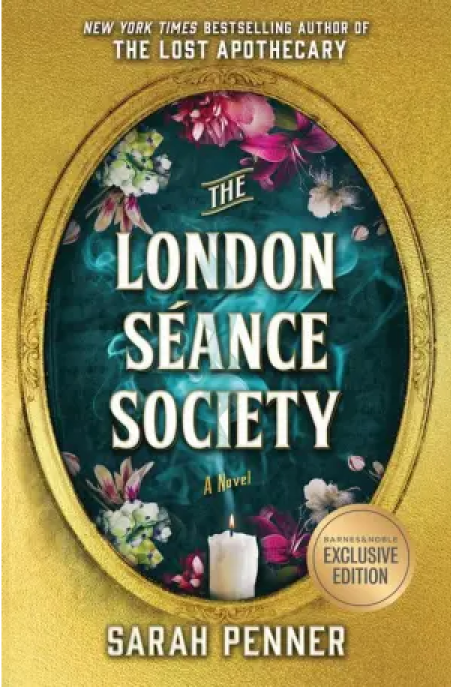 NEW YORK TIMES BESTSELLING AUTHOR OF
THE LOST APOTHECARY
THE
LONDON
SÉANCE
SOCIETY
A Novel
BARNES&NOBLE
EXCLUSIVE
EDITION
SARAH PENNER